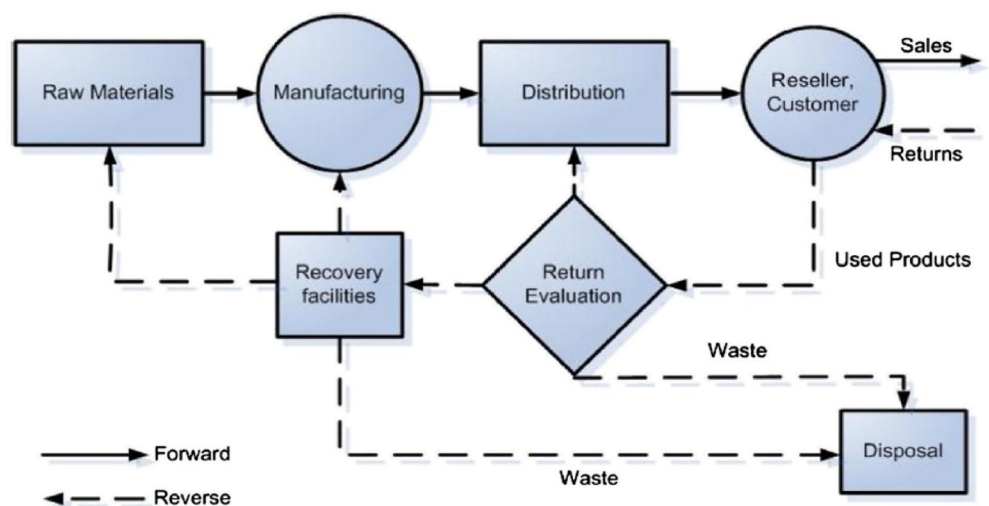 Raw Materials
Manufacturing
Distribution
Reseller,
Customer
Sales
Returns
Used Products
Recovery
facilities
Return
Evaluation
Waste
Disposal
Waste
Forward
Reverse